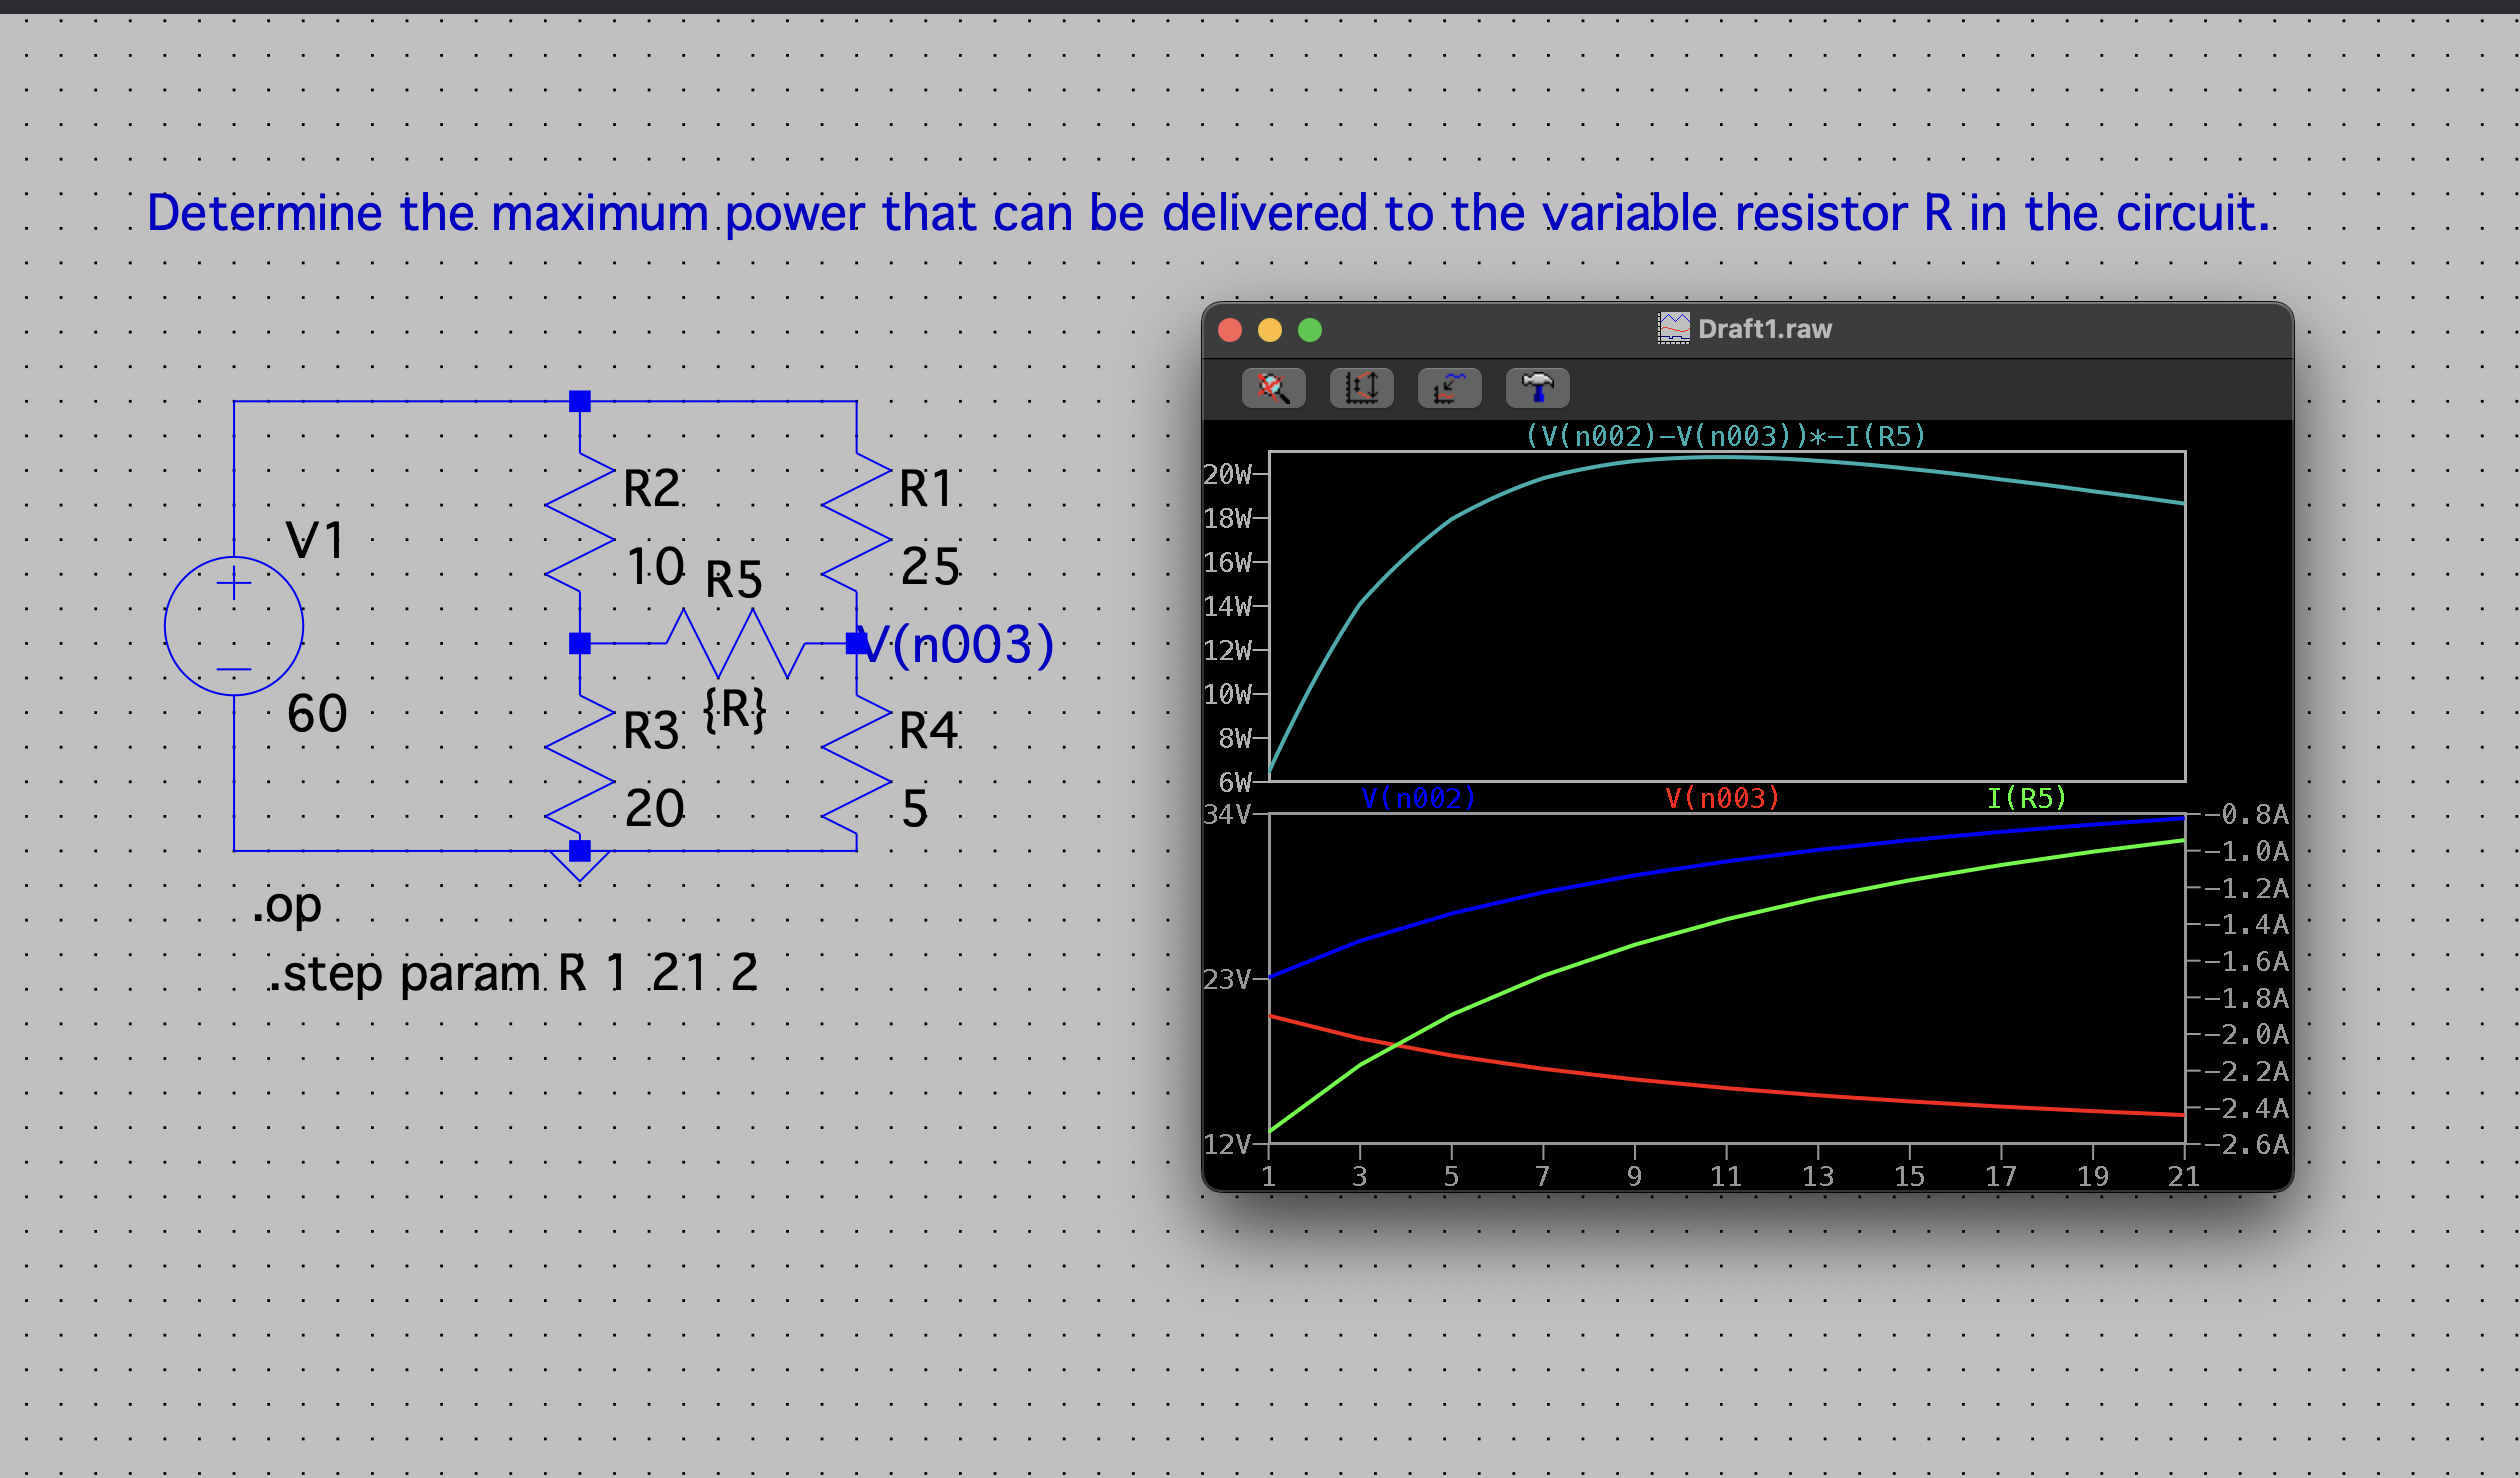 Determine the maximum power that can be delivered to the variable resistor R in the circuit.
V1
60
R2
10
R1
25
R5
{R}
V(n003)
R3
20
R4
5
.op
.step param R 1 21 2
Draft1.raw
(V(n002)-V(n003))*-I(R5)
20W
18W
16W
14W
12W
10W
8W
6W
V(n002) V(n003) I(R5)
34V
23V
12V
-0.8A
-1.0A
-1.2A
-1.4A
-1.6A
-1.8A
-2.0A
-2.2A
-2.4A
-2.6A
1 3 5 7 9 11 13 15 17 19 21